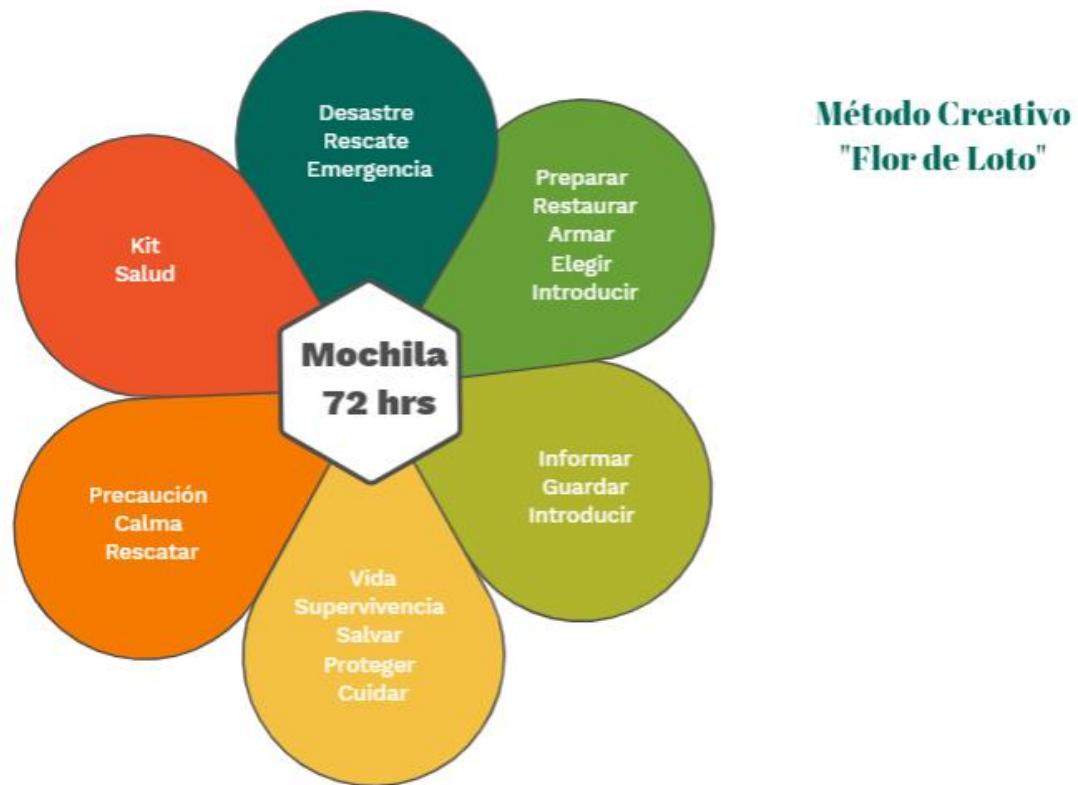 Método Creativo
"Flor de Loto"
Desastre
Rescate
Emergencia
Preparar
Restaurar
Armar
Elegir
Introducir
Kit
Salud
Mochila
72 hrs
Informar
Guardar
Introducir
Precaución
Calma
Rescatar
Vida
Supervivencia
Salvar
Proteger
Cuidar